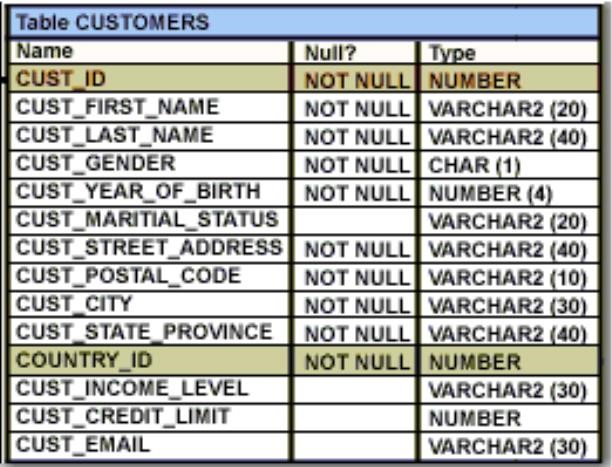 Table CUSTOMERS
Name Null? Type
CUST_ID NOT NULL NUMBER
CUST_FIRST_NAME NOT NULL VARCHAR2 (20)
CUST_LAST_NAME NOT NULL VARCHAR2 (40)
CUST_GENDER NOT NULL CHAR (1)
CUST_YEAR_OF_BIRTH NOT NULL NUMBER (4)
CUST_MARITIAL_STATUS VARCHAR2 (20)
CUST_STREET_ADDRESS NOT NULL VARCHAR2 (40)
CUST_POSTAL_CODE NOT NULL VARCHAR2 (10)
CUST_CITY NOT NULL VARCHAR2 (30)
CUST_STATE_PROVINCE NOT NULL VARCHAR2 (40)
COUNTRY_ID NOT NULL NUMBER
CUST_INCOME_LEVEL VARCHAR2 (30)
CUST_CREDIT_LIMIT NUMBER
CUST_EMAIL VARCHAR2 (30)